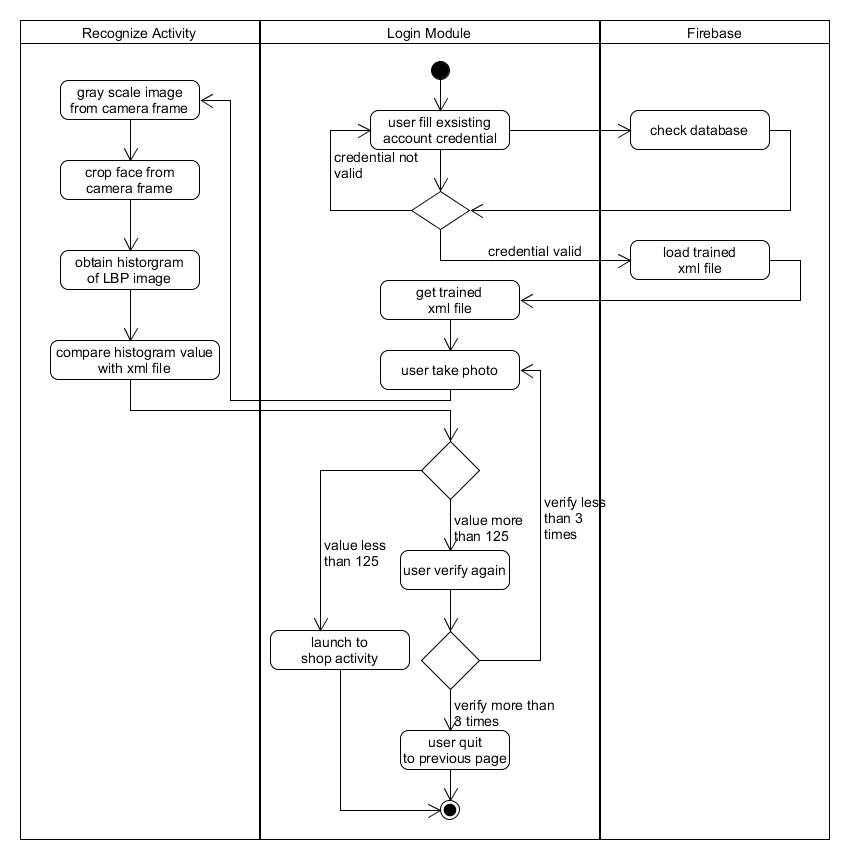 Recognize Activity
Login Module
Firebase
gray scale image
from camera frame
user fill exsisting
account credential
check database
credential not
valid
crop face from
camera frame
credential valid
load trained
xml file
obtain historgram
of LBP image
get trained
xml file
compare histogram value
with xml file
user take photo
verify less
than 3
times
value more
than 125
value less
than 125
user verify again
launch to
shop activity
verify more than
3 times
user quit
to previous page